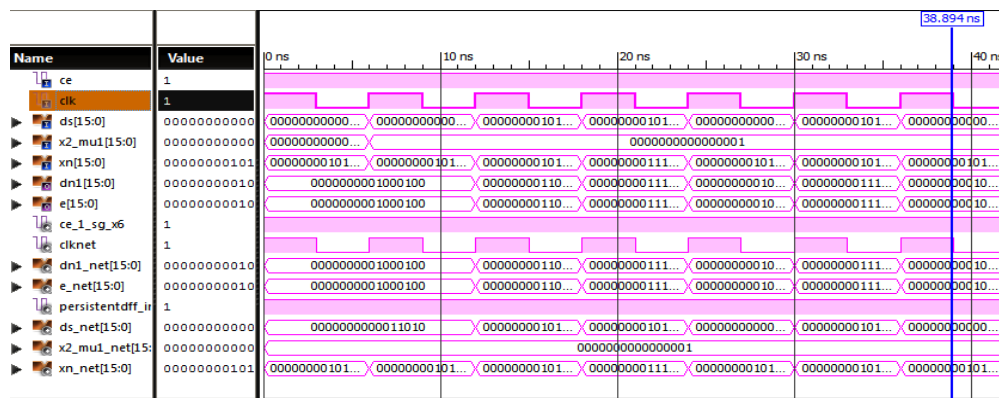 38.894 ns
Name Value 0 ns 10 ns 20 ns 30 ns 40 n
ce 1
clk 1
ds[15:0] 00000000000 00000000000... 00000000000... 00000000101... 00000000101... 00000000000... 00000000101... 00000000000...
x2_mu1[15:0] 00000000000 00000000000... 0000000000000001
xn[15:0] 00000000101 00000000101... 00000000101... 00000000101... 00000000111... 00000000101... 00000000101... 00000000101...
dn1[15:0] 00000000010 0000000001000100 00000000110... 00000000111... 00000000010... 00000000111... 00000000010...
e[15:0] 00000000010 0000000001000100 00000000110... 00000000111... 00000000010... 00000000111... 00000000010...
ce_1_sg_x6 1
clknet 1
dn1_net[15:0] 00000000010 0000000001000100 00000000110... 00000000111... 00000000010... 00000000111... 00000000010...
e_net[15:0] 00000000010 0000000001000100 00000000110... 00000000111... 00000000010... 00000000111... 00000000010...
persistentdff_in 1
ds_net[15:0] 00000000000 0000000000011010 00000000101... 00000000101... 00000000000... 00000000101... 00000000000...
x2_mu1_net[15: 00000000000 0000000000000001
xn_net[15:0] 00000000101 00000000101... 00000000101... 00000000101... 00000000111... 00000000101... 00000000101... 00000000101...